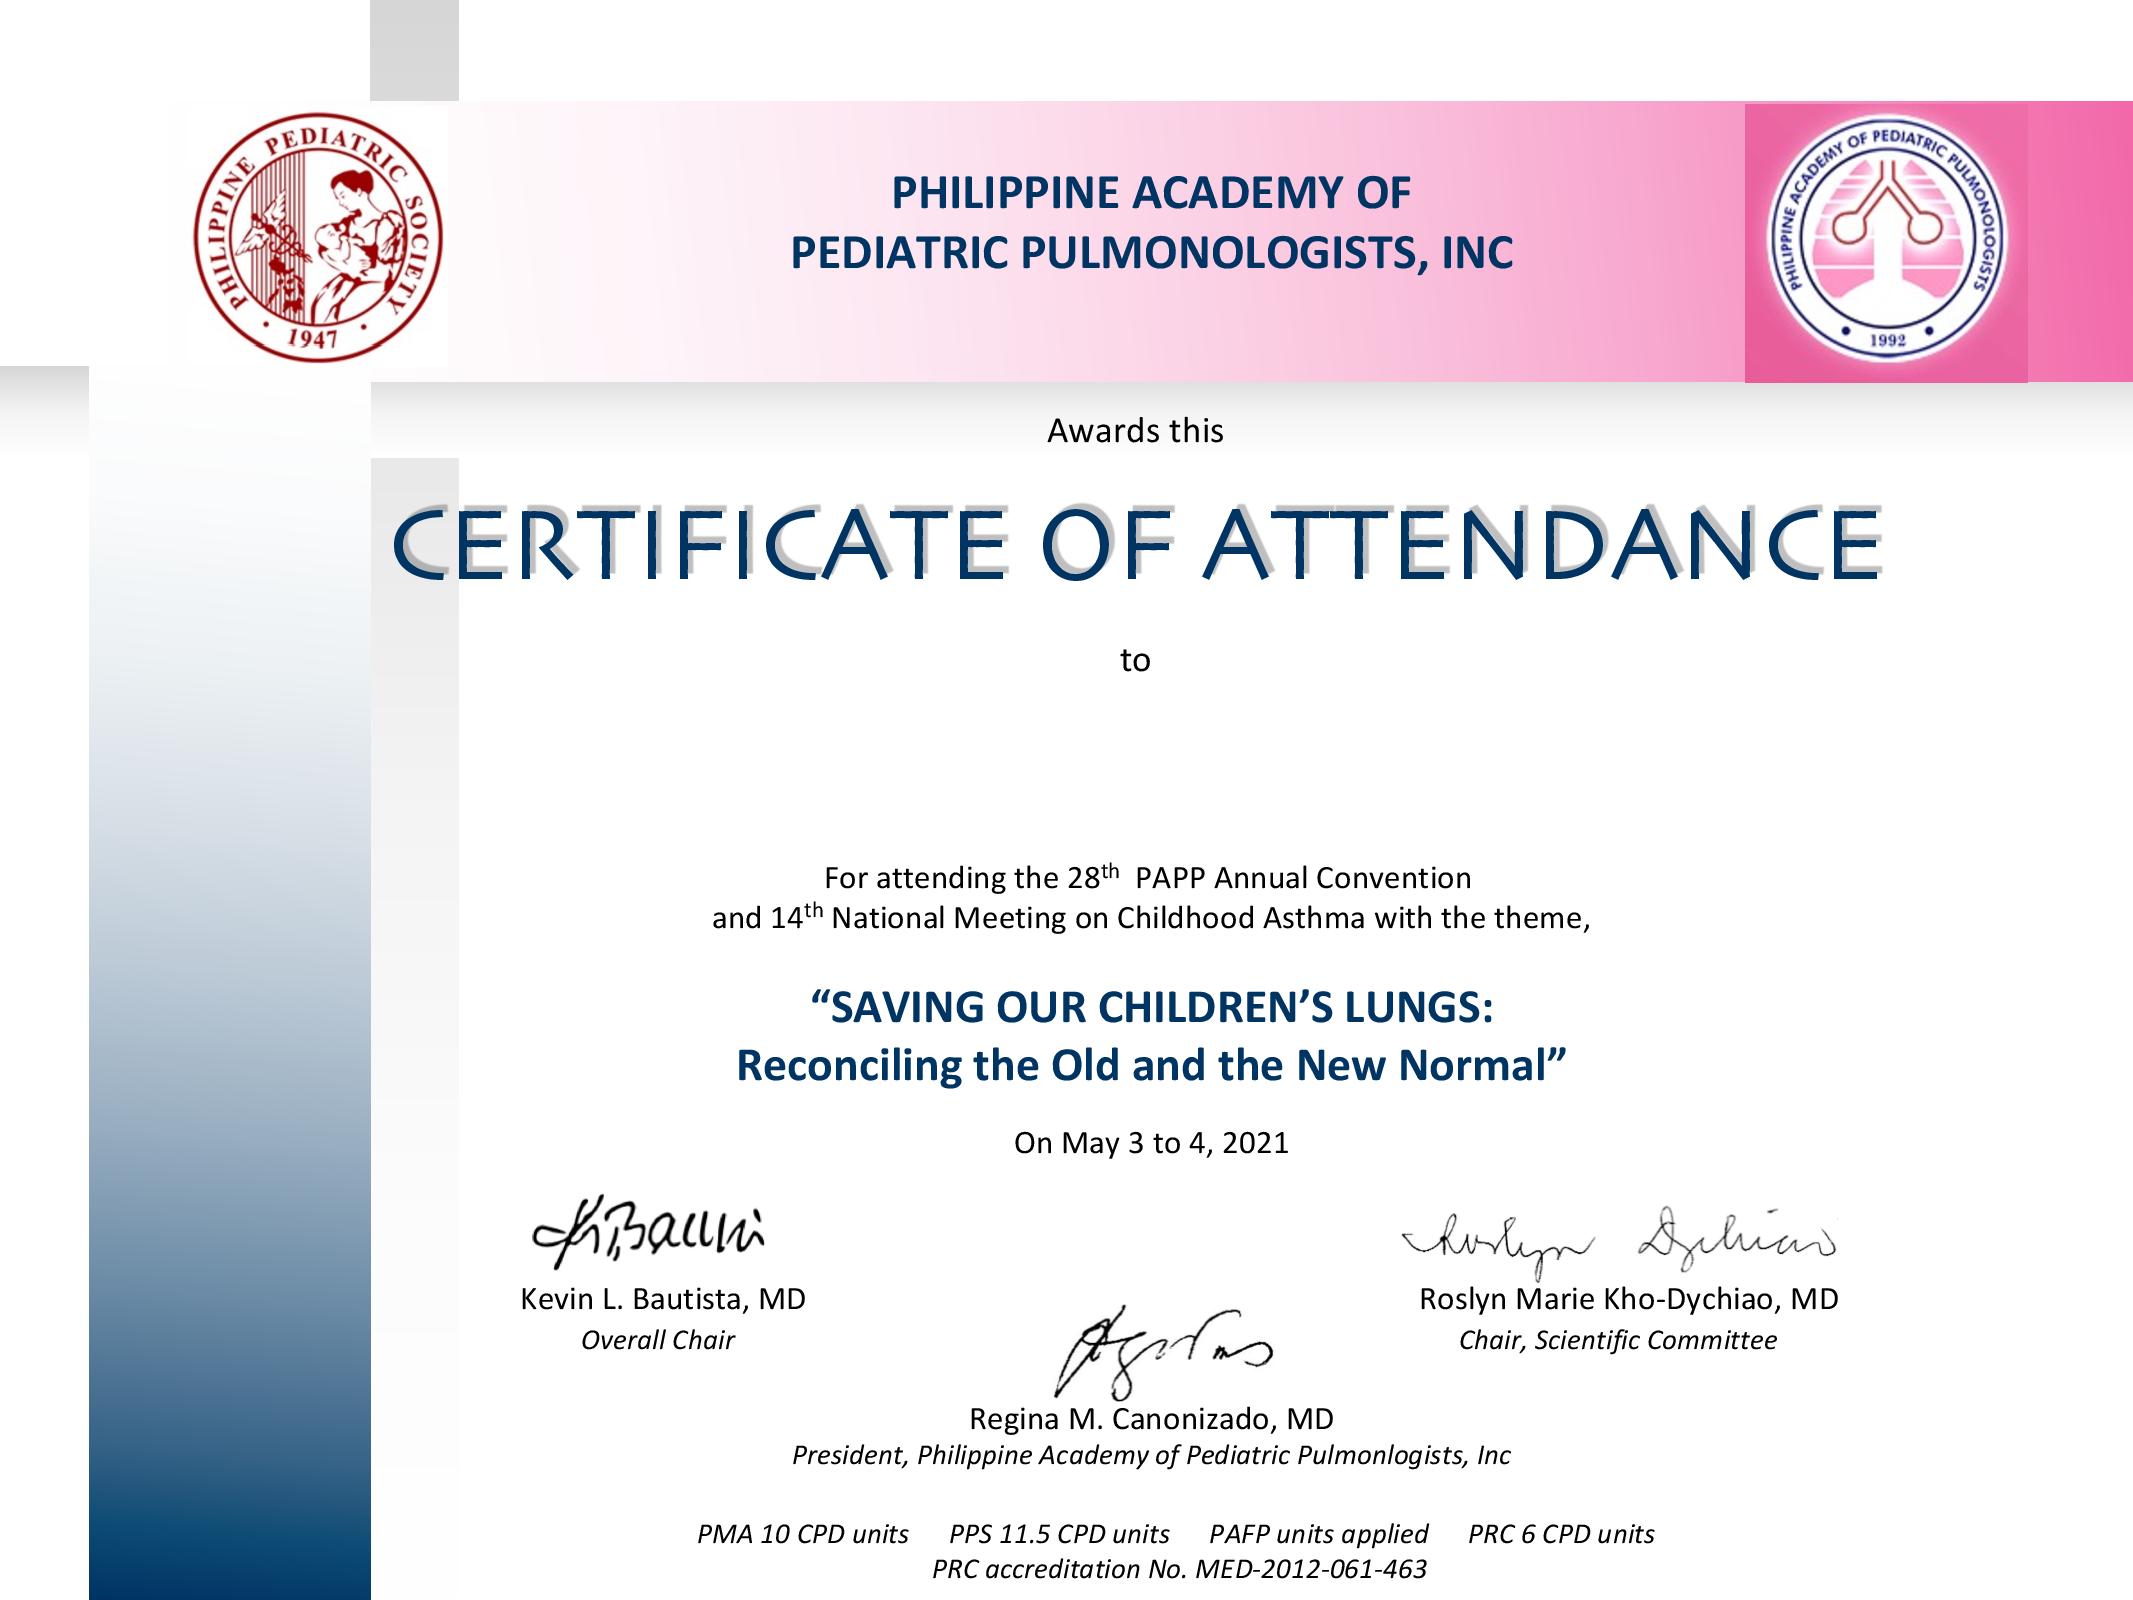 PHILIPPINE PEDIATRIC SOCIETY
1947
PHILIPPINE ACADEMY OF
PEDIATRIC PULMONOLOGISTS, INC
PHILIPPINE ACADEMY OF PEDIATRIC PULMONOLOGISTS
1992
Awards this
CERTIFICATE OF ATTENDANCE
to
For attending the 28th PAPP Annual Convention
and 14th National Meeting on Childhood Asthma with the theme,
“SAVING OUR CHILDREN’S LUNGS:
Reconciling the Old and the New Normal”
On May 3 to 4, 2021
Kevin L. Bautista, MD
Overall Chair
Roslyn Marie Kho-Dychiao, MD
Chair, Scientific Committee
Regina M. Canonizado, MD
President, Philippine Academy of Pediatric Pulmonlogists, Inc
PMA 10 CPD units PPS 11.5 CPD units PAFP units applied PRC 6 CPD units
PRC accreditation No. MED-2012-061-463